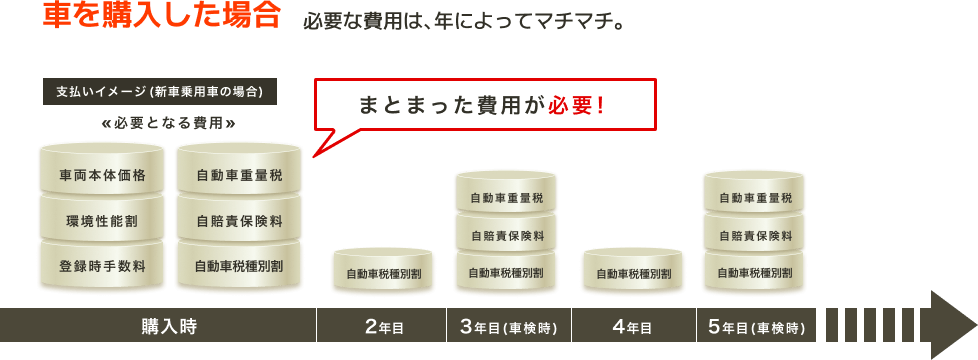 車を購入した場合 必要な費用は、年によってマチマチ。
支払いイメージ(新車乗用車の場合)
まとまった費用が必要!
≪必要となる費用≫
車両本体価格
環境性能割
登録時手数料
自動車重量税
自賠責保険料
自動車税種別割
自動車税種別割
自動車重量税
自賠責保険料
自動車税種別割
自動車税種別割
自動車重量税
自賠責保険料
自動車税種別割
購入時 2年目 3年目(車検時) 4年目 5年目(車検時)